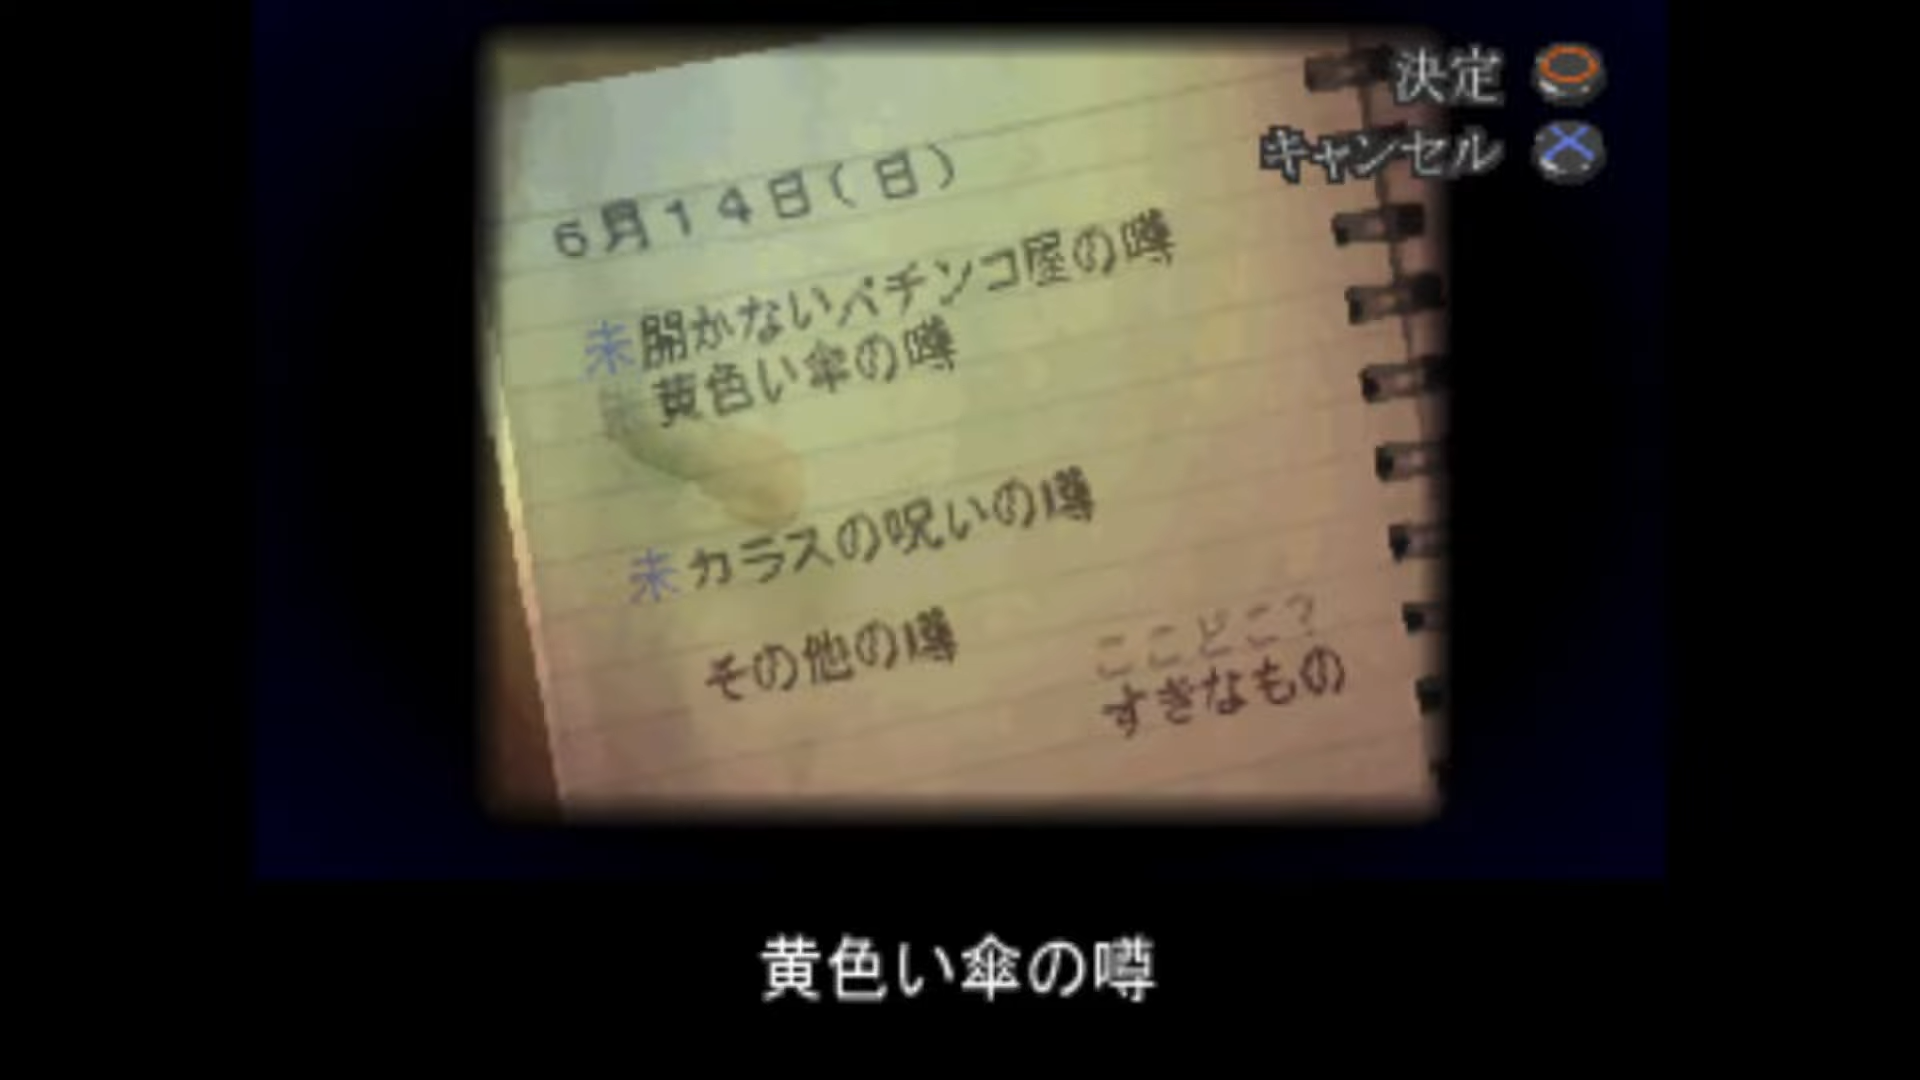 決定
キャンセル
6月14日(日)
未開かないパチンコ屋の噂
黄色い傘の噂
未カラスの呪いの噂
その他の噂
ここどこ?
すきなもの
黄色い傘の噂